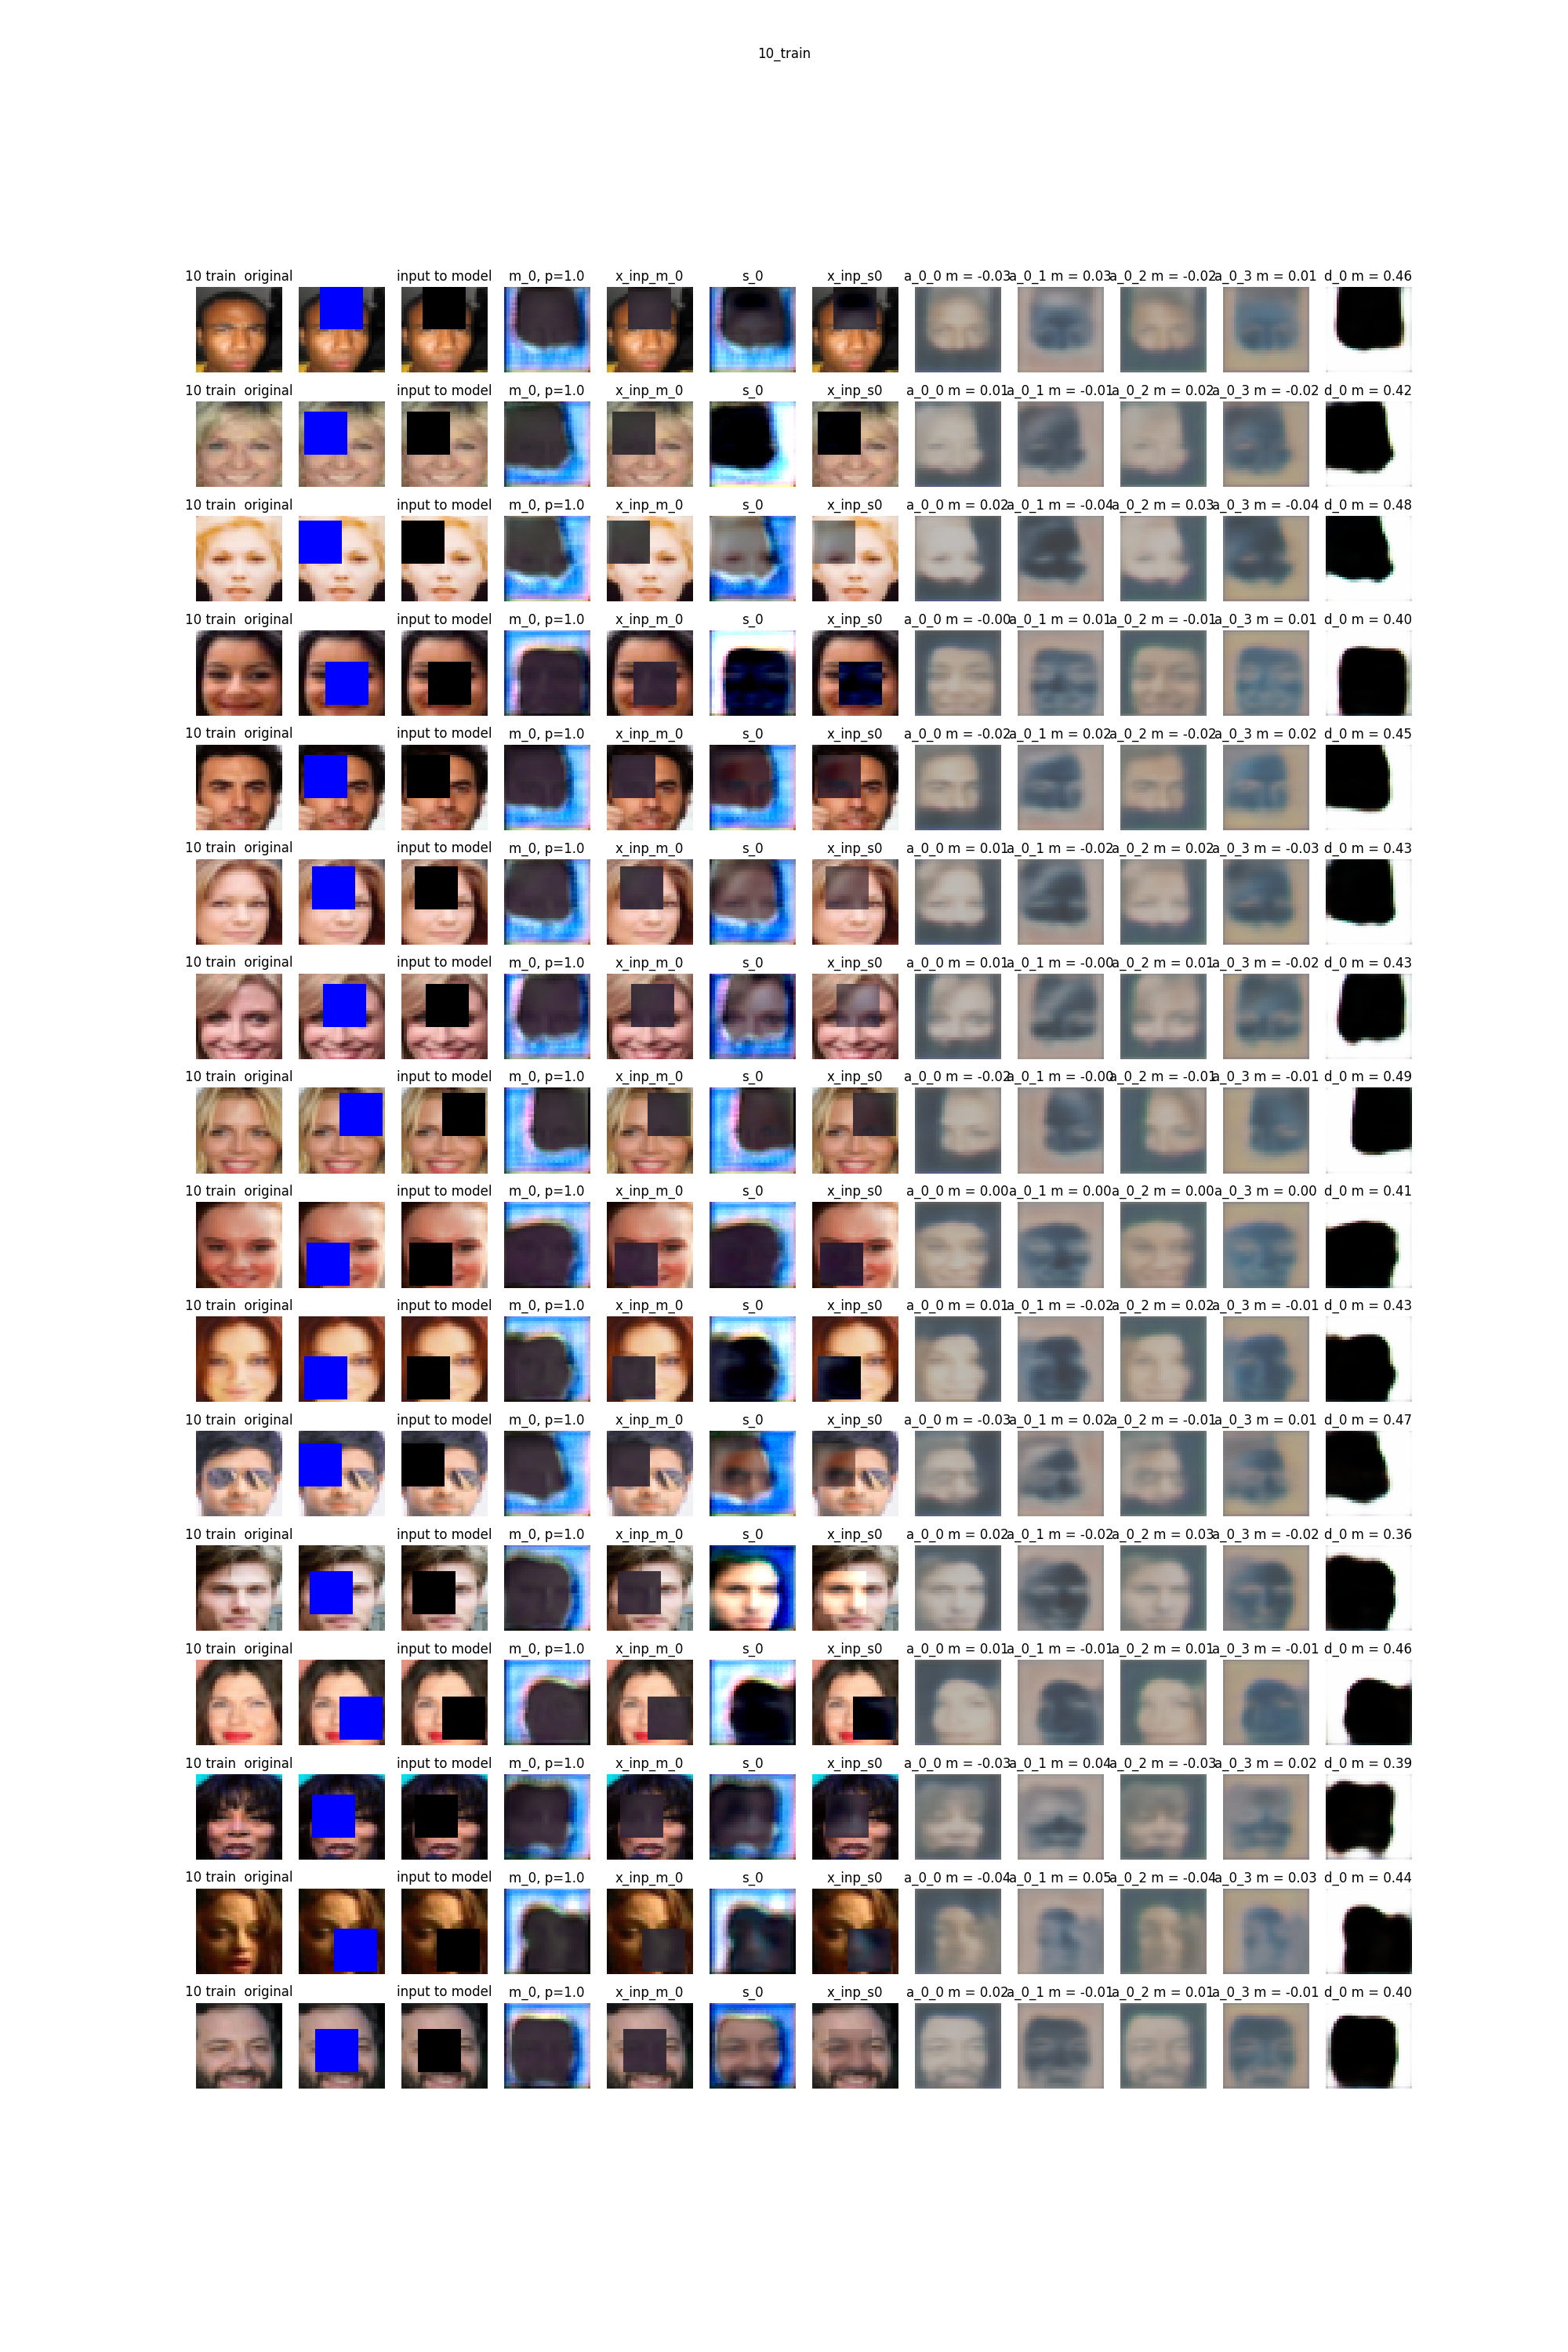 10_train
10 train  original input to model m_0, p=1.0 x_inp_m_0 s_0 x_inp_s0 a_0_0 m = -0.03 a_0_1 m = 0.03 a_0_2 m = -0.02 a_0_3 m = 0.01 d_0 m = 0.46
10 train  original input to model m_0, p=1.0 x_inp_m_0 s_0 x_inp_s0 a_0_0 m = 0.01 a_0_1 m = -0.01 a_0_2 m = 0.02 a_0_3 m = -0.02 d_0 m = 0.42
10 train  original input to model m_0, p=1.0 x_inp_m_0 s_0 x_inp_s0 a_0_0 m = 0.02 a_0_1 m = -0.04 a_0_2 m = 0.03 a_0_3 m = -0.04 d_0 m = 0.48
10 train  original input to model m_0, p=1.0 x_inp_m_0 s_0 x_inp_s0 a_0_0 m = -0.00 a_0_1 m = 0.01 a_0_2 m = -0.01 a_0_3 m = 0.01 d_0 m = 0.40
10 train  original input to model m_0, p=1.0 x_inp_m_0 s_0 x_inp_s0 a_0_0 m = -0.02 a_0_1 m = 0.02 a_0_2 m = -0.02 a_0_3 m = 0.02 d_0 m = 0.45
10 train  original input to model m_0, p=1.0 x_inp_m_0 s_0 x_inp_s0 a_0_0 m = 0.01 a_0_1 m = -0.02 a_0_2 m = 0.02 a_0_3 m = -0.03 d_0 m = 0.43
10 train  original input to model m_0, p=1.0 x_inp_m_0 s_0 x_inp_s0 a_0_0 m = 0.01 a_0_1 m = -0.00 a_0_2 m = 0.01 a_0_3 m = -0.02 d_0 m = 0.43
10 train  original input to model m_0, p=1.0 x_inp_m_0 s_0 x_inp_s0 a_0_0 m = -0.02 a_0_1 m = -0.00 a_0_2 m = -0.01 a_0_3 m = -0.01 d_0 m = 0.49
10 train  original input to model m_0, p=1.0 x_inp_m_0 s_0 x_inp_s0 a_0_0 m = 0.00 a_0_1 m = 0.00 a_0_2 m = 0.00 a_0_3 m = 0.00 d_0 m = 0.41
10 train  original input to model m_0, p=1.0 x_inp_m_0 s_0 x_inp_s0 a_0_0 m = 0.01 a_0_1 m = -0.02 a_0_2 m = 0.02 a_0_3 m = -0.01 d_0 m = 0.43
10 train  original input to model m_0, p=1.0 x_inp_m_0 s_0 x_inp_s0 a_0_0 m = -0.03 a_0_1 m = 0.02 a_0_2 m = -0.01 a_0_3 m = 0.01 d_0 m = 0.47
10 train  original input to model m_0, p=1.0 x_inp_m_0 s_0 x_inp_s0 a_0_0 m = 0.02 a_0_1 m = -0.02 a_0_2 m = 0.03 a_0_3 m = -0.02 d_0 m = 0.36
10 train  original input to model m_0, p=1.0 x_inp_m_0 s_0 x_inp_s0 a_0_0 m = 0.01 a_0_1 m = -0.01 a_0_2 m = 0.01 a_0_3 m = -0.01 d_0 m = 0.46
10 train  original input to model m_0, p=1.0 x_inp_m_0 s_0 x_inp_s0 a_0_0 m = -0.03 a_0_1 m = 0.04 a_0_2 m = -0.03 a_0_3 m = 0.02 d_0 m = 0.39
10 train  original input to model m_0, p=1.0 x_inp_m_0 s_0 x_inp_s0 a_0_0 m = -0.04 a_0_1 m = 0.05 a_0_2 m = -0.04 a_0_3 m = 0.03 d_0 m = 0.44
10 train  original input to model m_0, p=1.0 x_inp_m_0 s_0 x_inp_s0 a_0_0 m = 0.02 a_0_1 m = -0.01 a_0_2 m = 0.01 a_0_3 m = -0.01 d_0 m = 0.40